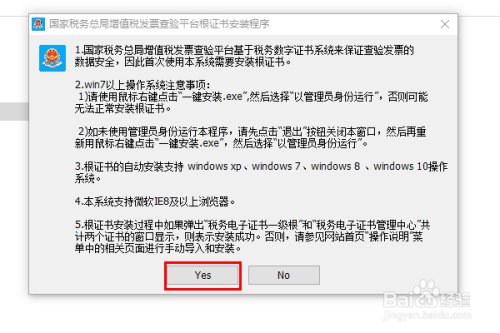 国家税务总局增值税发票查验平台根证书安装程序
1.国家税务总局增值税发票查验平台基于税务数字证书系统来保证查验发票的
数据安全，因此首次使用本系统需要安装根证书。
2.win7以上操作系统注意事项：
1)请使用鼠标右键点击“一键安装.exe”,然后选择“以管理员身份运行”，否则可能
无法正常安装根证书。
2)如未使用管理员身份运行本程序，请先点击“退出”按钮关闭本窗口，然后再重
新用鼠标右键点击“一键安装.exe”，然后选择“以管理员身份运行”。
3.根证书的自动安装支持 windows xp 、windows 7 、windows 8 、windows 10操作
系统。
4.本系统支持微软IE8及以上浏览器。
5.根证书安装过程中如果弹出“税务电子证书一级根”和“税务电子证书管理中心”共
计两个证书的窗口显示，则表示安装成功。否则，请参见网站首页“操作说明”菜
单中的相关页面进行手动导入和安装。
Yes
No
Baidu 经验